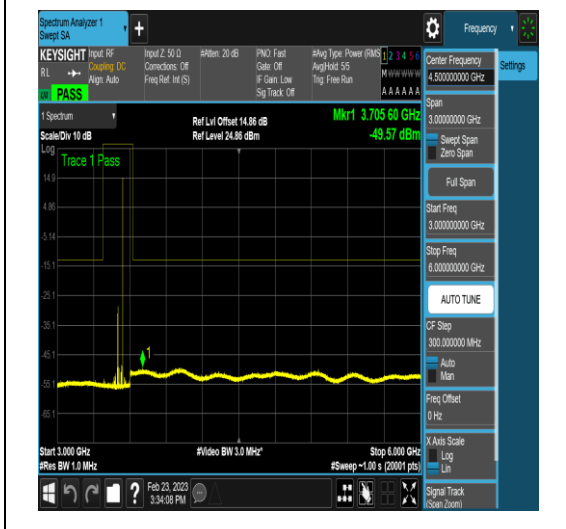 Spectrum Analyzer 1
Swept SA
+
Frequency
KEYSIGHT
Input: RF
Coupling: DC
Align: Auto
Input Z: 50 Ω
Corrections: Off
Freq Ref: Int (S)
#Atten: 20 dB
PNO: Fast
Gate: Off
IF Gain: Low
Sig Track: Off
#Avg Type: Power (RMS
Avg|Hold: 5/5
Trig: Free Run
1 2 3 4 5 6
M W W W W W
A A A A A A
RL
PASS
1 Spectrum
Scale/Div 10 dB
Ref Lvl Offset 14.86 dB
Ref Level 24.86 dBm
Mkr1 3.705 60 GHz
-49.57 dBm
Log
Trace 1 Pass
14.9
4.86
-5.14
-15.1
-25.1
-35.1
-45.1
-55.1
-65.1
1
Start 3.000 GHz
#Res BW 1.0 MHz
#Video BW 3.0 MHz*
Stop 6.000 GHz
#Sweep ~1.00 s (20001 pts)
Feb 23, 2023
3:34:08 PM
?
Center Frequency
4.500000000 GHz
Settings
Span
3.00000000 GHz
Swept Span
Zero Span
Full Span
Start Freq
3.000000000 GHz
Stop Freq
6.000000000 GHz
AUTO TUNE
CF Step
300.000000 MHz
Auto
Man
Freq Offset
0 Hz
X Axis Scale
Log
Lin
Signal Track
(Span Zoom)